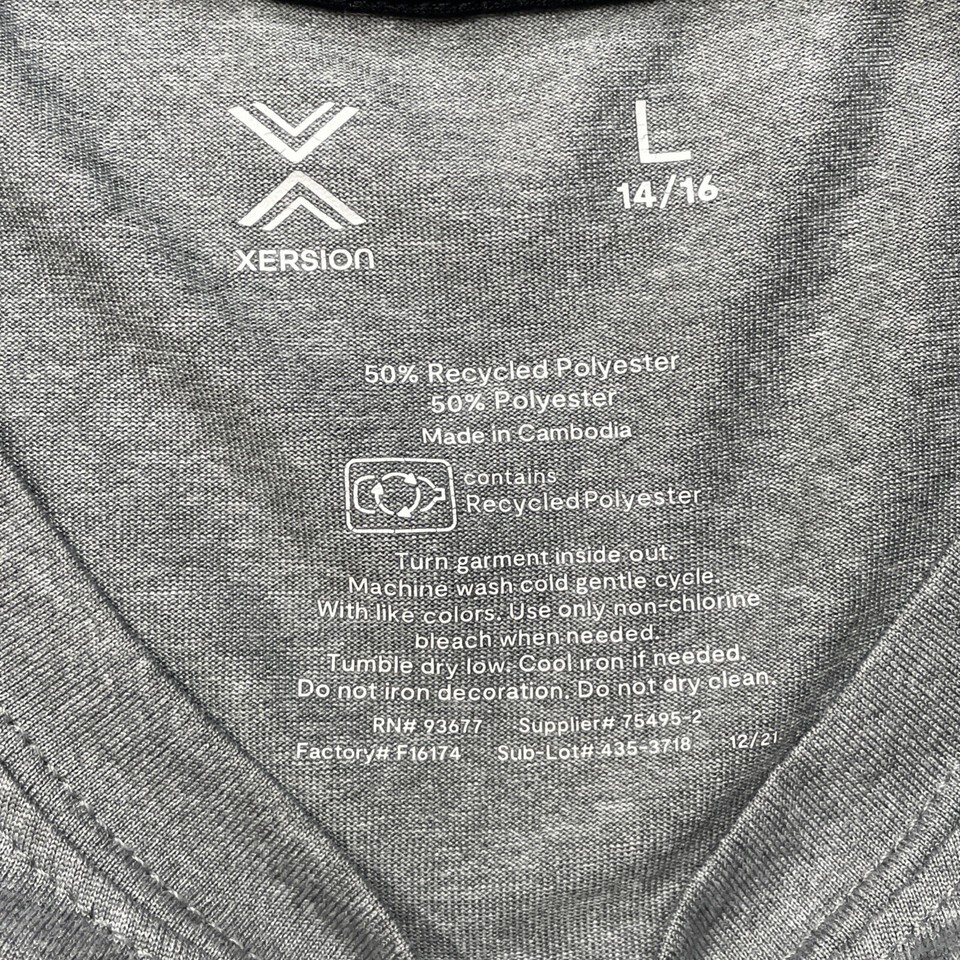 XERSION
L
14/16
50% Recycled Polyester
50% Polyester
Made in Cambodia
contains
Recycled Polyester
Turn garment inside out.
Machine wash cold gentle cycle.
With like colors. Use only non-chlorine
bleach when needed.
Tumble dry low. Cool iron if needed.
Do not iron decoration. Do not dry clean.
RN# 93677 Supplier# 75495-2
Factory# F16174 Sub-Lot# 435-3718 12/21